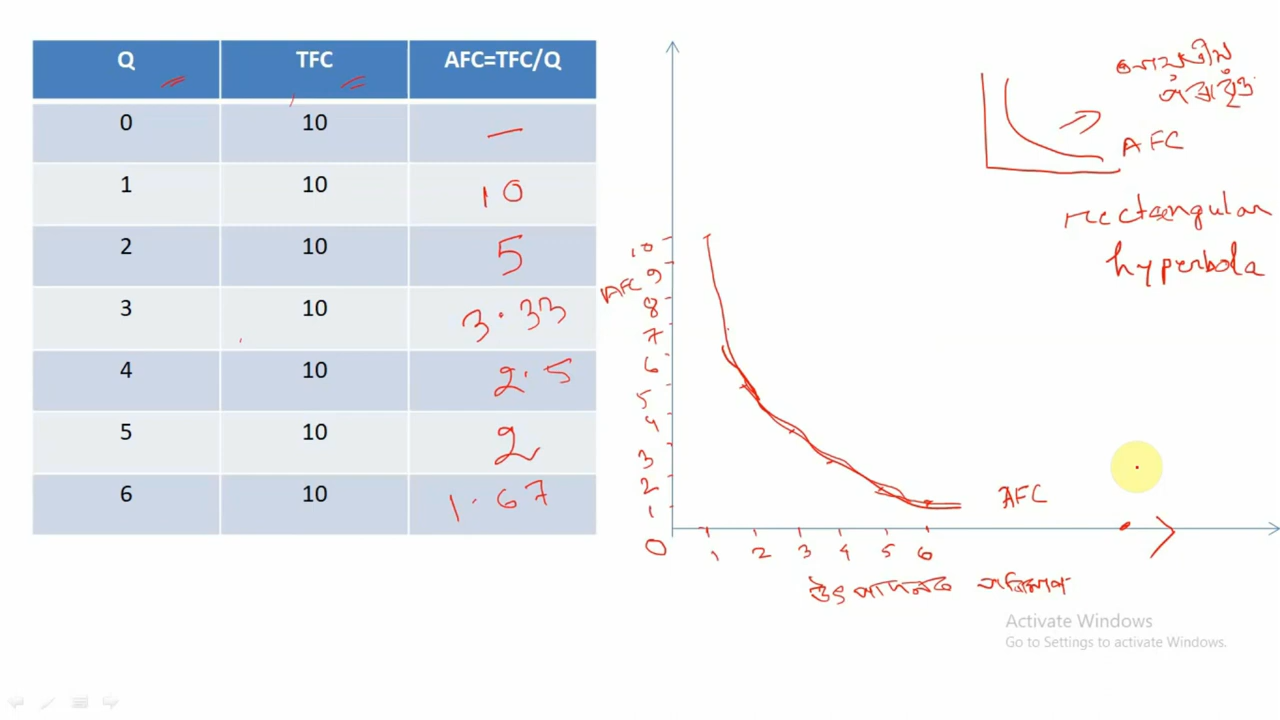 Q TFC AFC=TFC/Q
0 10 —
1 10 10
2 10 5
3 10 3.33
4 10 2.5
5 10 2
6 10 1.67
AFC
rectangular
hyperbola
10
AFC 9
8
7
6
5
4
3
2
1
AFC
0 1 2 3 4 5 6
উৎপাদনের পরিমাণ
Activate Windows
Go to Settings to activate Windows.